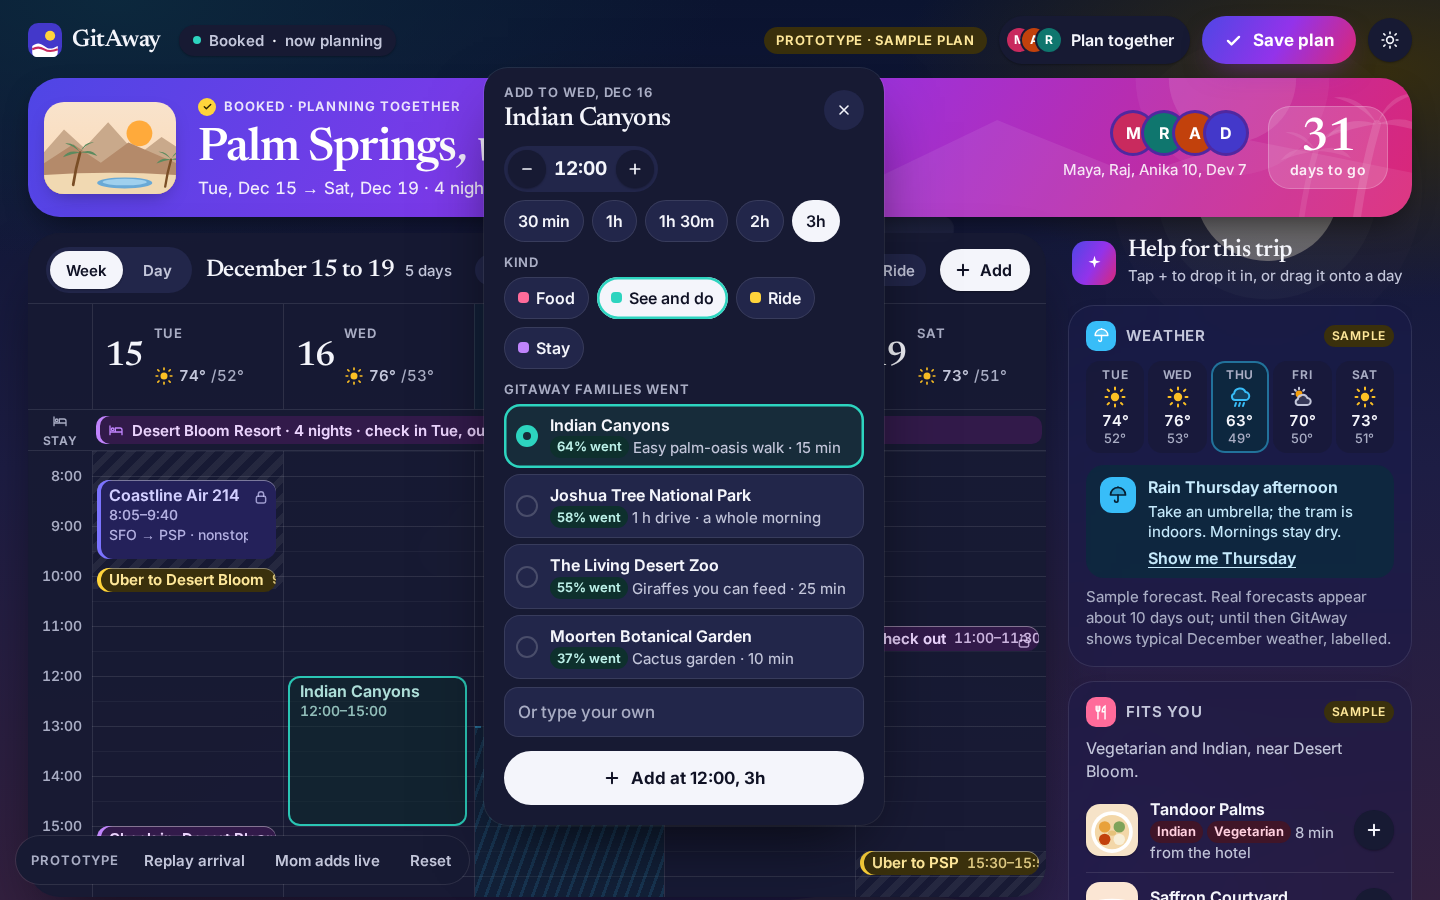 GitAway
Booked · now planning
PROTOTYPE · SAMPLE PLAN
M A R
Plan together
Save plan
BOOKED · PLANNING TOGETHER
Palm Springs,
Tue, Dec 15 → Sat, Dec 19 · 4 nigh
M R A D
Maya, Raj, Anika 10, Dev 7
31
days to go
ADD TO WED, DEC 16
Indian Canyons
− 12:00 +
30 min 1h 1h 30m 2h 3h
KIND
Food See and do Ride
Stay
GITAWAY FAMILIES WENT
Indian Canyons
64% went Easy palm-oasis walk · 15 min
Joshua Tree National Park
58% went 1 h drive · a whole morning
The Living Desert Zoo
55% went Giraffes you can feed · 25 min
Moorten Botanical Garden
37% went Cactus garden · 10 min
Or type your own
+ Add at 12:00, 3h
Week Day
December 15 to 19 5 days
Ride
+ Add
15 TUE
74° /52°
16 WED
76° /53°
9 SAT
73° /51°
STAY
Desert Bloom Resort · 4 nights · check in Tue, ou
8:00
9:00
10:00
11:00
12:00
13:00
14:00
15:00
Coastline Air 214
8:05–9:40
SFO → PSP · nonstop
Uber to Desert Bloom
Indian Canyons
12:00–15:00
heck out 11:00–11:30
Uber to PSP 15:30–15:
PROTOTYPE Replay arrival Mom adds live Reset
Help for this trip
Tap + to drop it in, or drag it onto a day
WEATHER SAMPLE
TUE WED THU FRI SAT
74° 76° 63° 70° 73°
52° 53° 49° 50° 51°
Rain Thursday afternoon
Take an umbrella; the tram is
indoors. Mornings stay dry.
Show me Thursday
Sample forecast. Real forecasts appear
about 10 days out; until then GitAway
shows typical December weather, labelled.
FITS YOU SAMPLE
Vegetarian and Indian, near Desert
Bloom.
Tandoor Palms
Indian Vegetarian 8 min
from the hotel
+
Saffron Courtyard